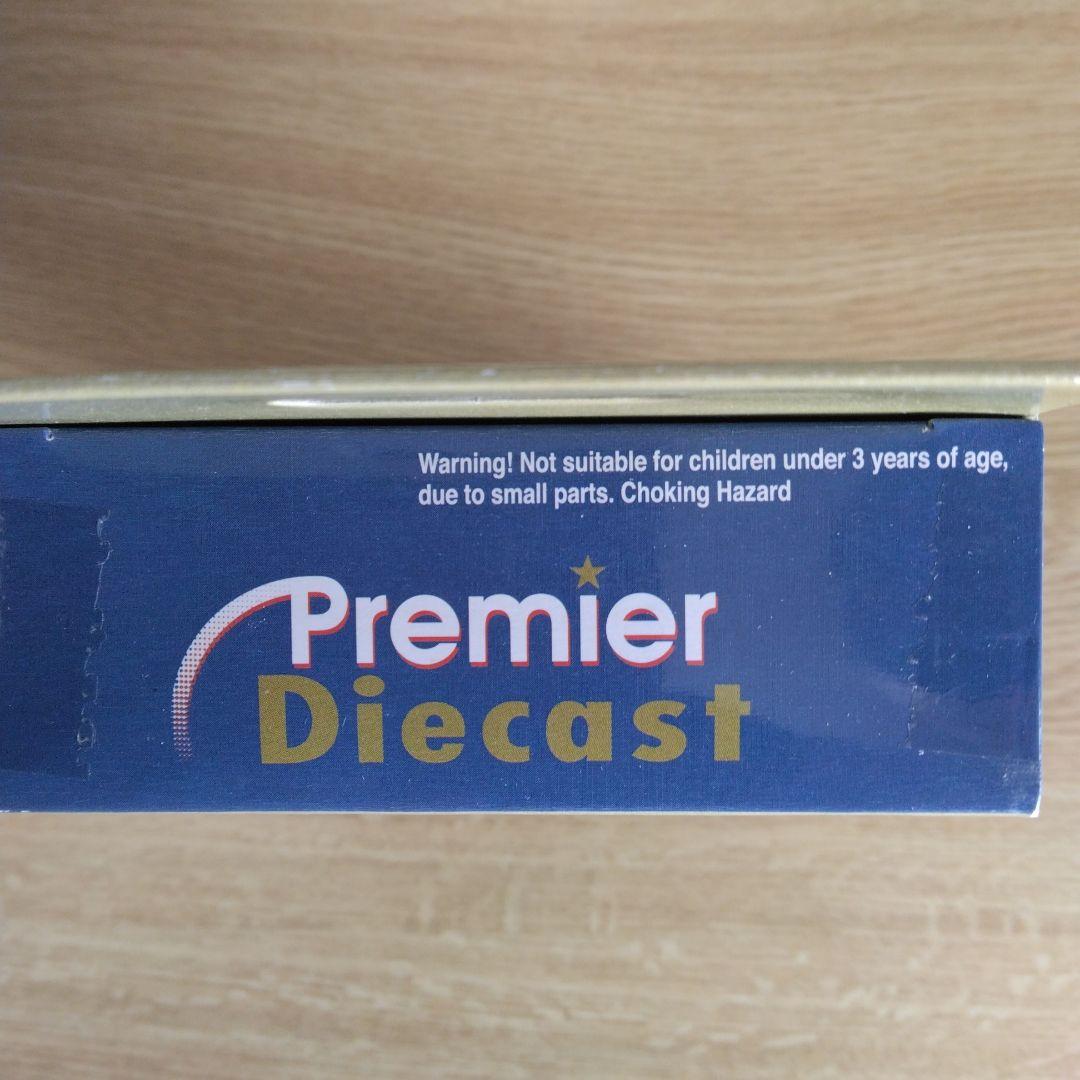 Warning! Not suitable for children under 3 years of age,
due to small parts. Choking Hazard
Premier
Diecast